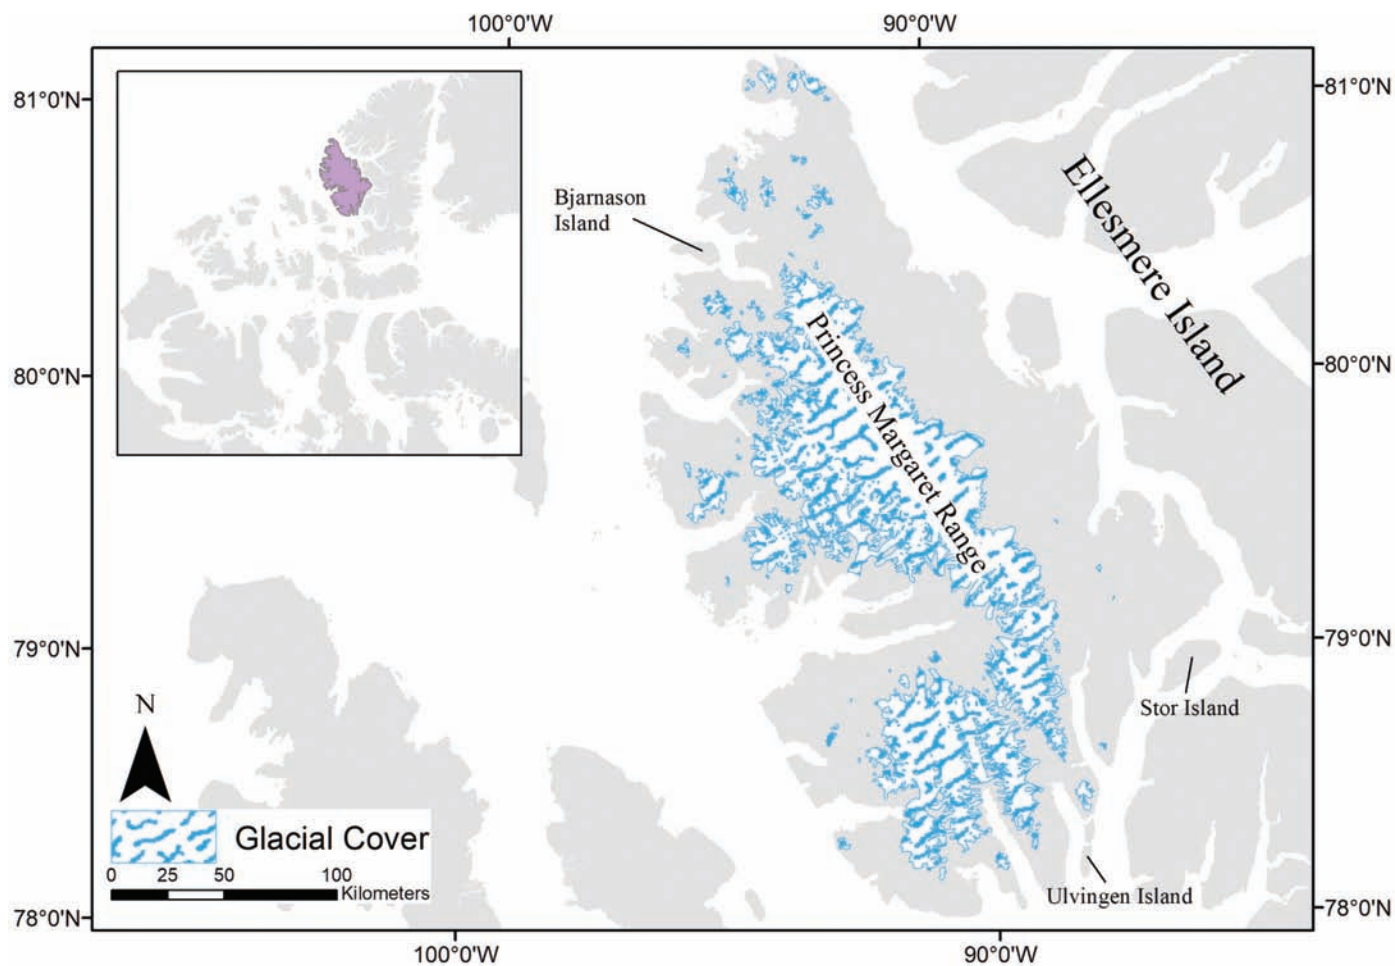 100°0'W 90°0'W
81°0'N 81°0'N
Bjarnason
Island
Ellesmere Island
Princess Margaret Range
80°0'N 80°0'N
79°0'N 79°0'N
Stor Island
N
Glacial Cover
0 25 50 100
Kilometers
Ulvingen Island
78°0'N 78°0'N
100°0'W 90°0'W